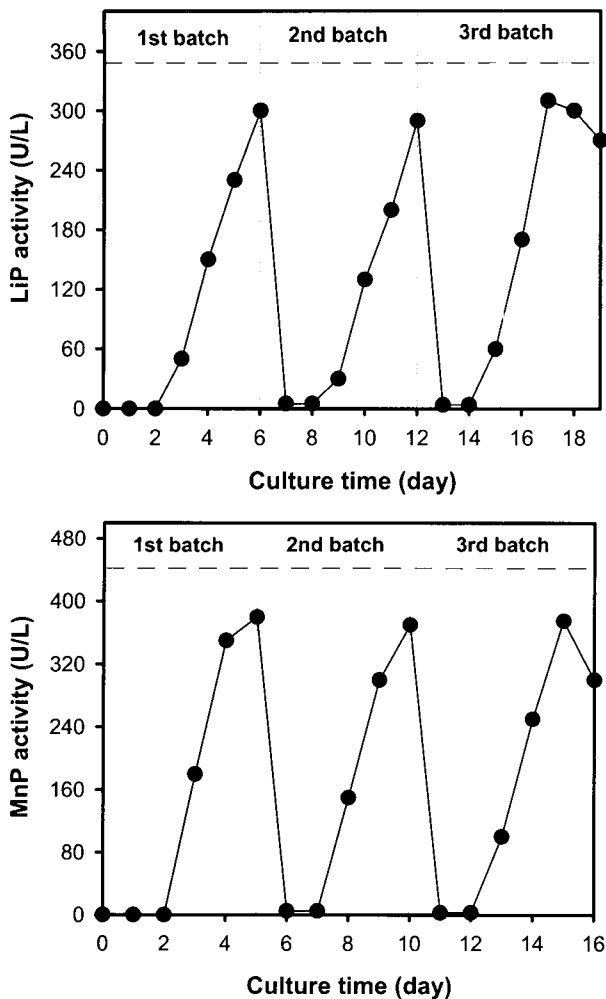 1st batch 2nd batch 3rd batch
360
300
240
180
120
60
0
LiP activity (U/L)
0 2 4 6 8 10 12 14 16 18
Culture time (day)
1st batch 2nd batch 3rd batch
480
400
320
240
160
80
0
MnP activity (U/L)
0 2 4 6 8 10 12 14 16
Culture time (day)